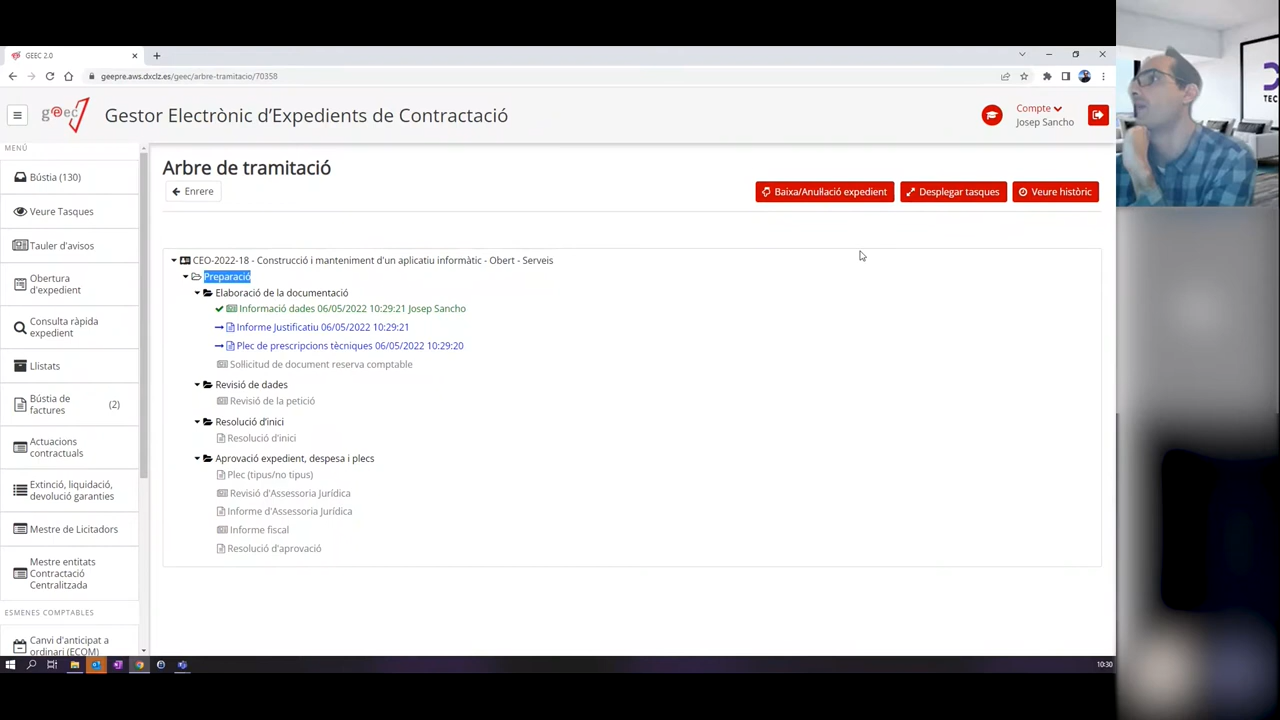 GEEC 2.0
geepre.aws.dxclz.es/geec/arbre-tramitacio/70358
geec
Gestor Electrònic d'Expedients de Contractació
Compte
Josep Sancho
TEC
MENÚ
Bústia (130)
Veure Tasques
Tauler d'avisos
Obertura
d'expedient
Consulta ràpida
expedient
Llistats
Bústia de
factures (2)
Actuacions
contractuals
Extinció, liquidació,
devolució garanties
Mestre de Licitadors
Mestre entitats
Contractació
Centralitzada
ESMENES COMPTABLES
Canvi d'anticipat a
ordinari (ECOM)
Arbre de tramitació
Enrere
Baixa/Anul·lació expedient
Desplegar tasques
Veure històric
CEO-2022-18 - Construcció i manteniment d'un aplicatiu informàtic - Obert - Serveis
Preparació
Elaboració de la documentació
Informació dades 06/05/2022 10:29:21 Josep Sancho
Informe Justificatiu 06/05/2022 10:29:21
Plec de prescripcions tècniques 06/05/2022 10:29:20
Sol·licitud de document reserva comptable
Revisió de dades
Revisió de la petició
Resolució d'inici
Resolució d'inici
Aprovació expedient, despesa i plecs
Plec (tipus/no tipus)
Revisió d'Assessoria Jurídica
Informe d'Assessoria Jurídica
Informe fiscal
Resolució d'aprovació
10:30